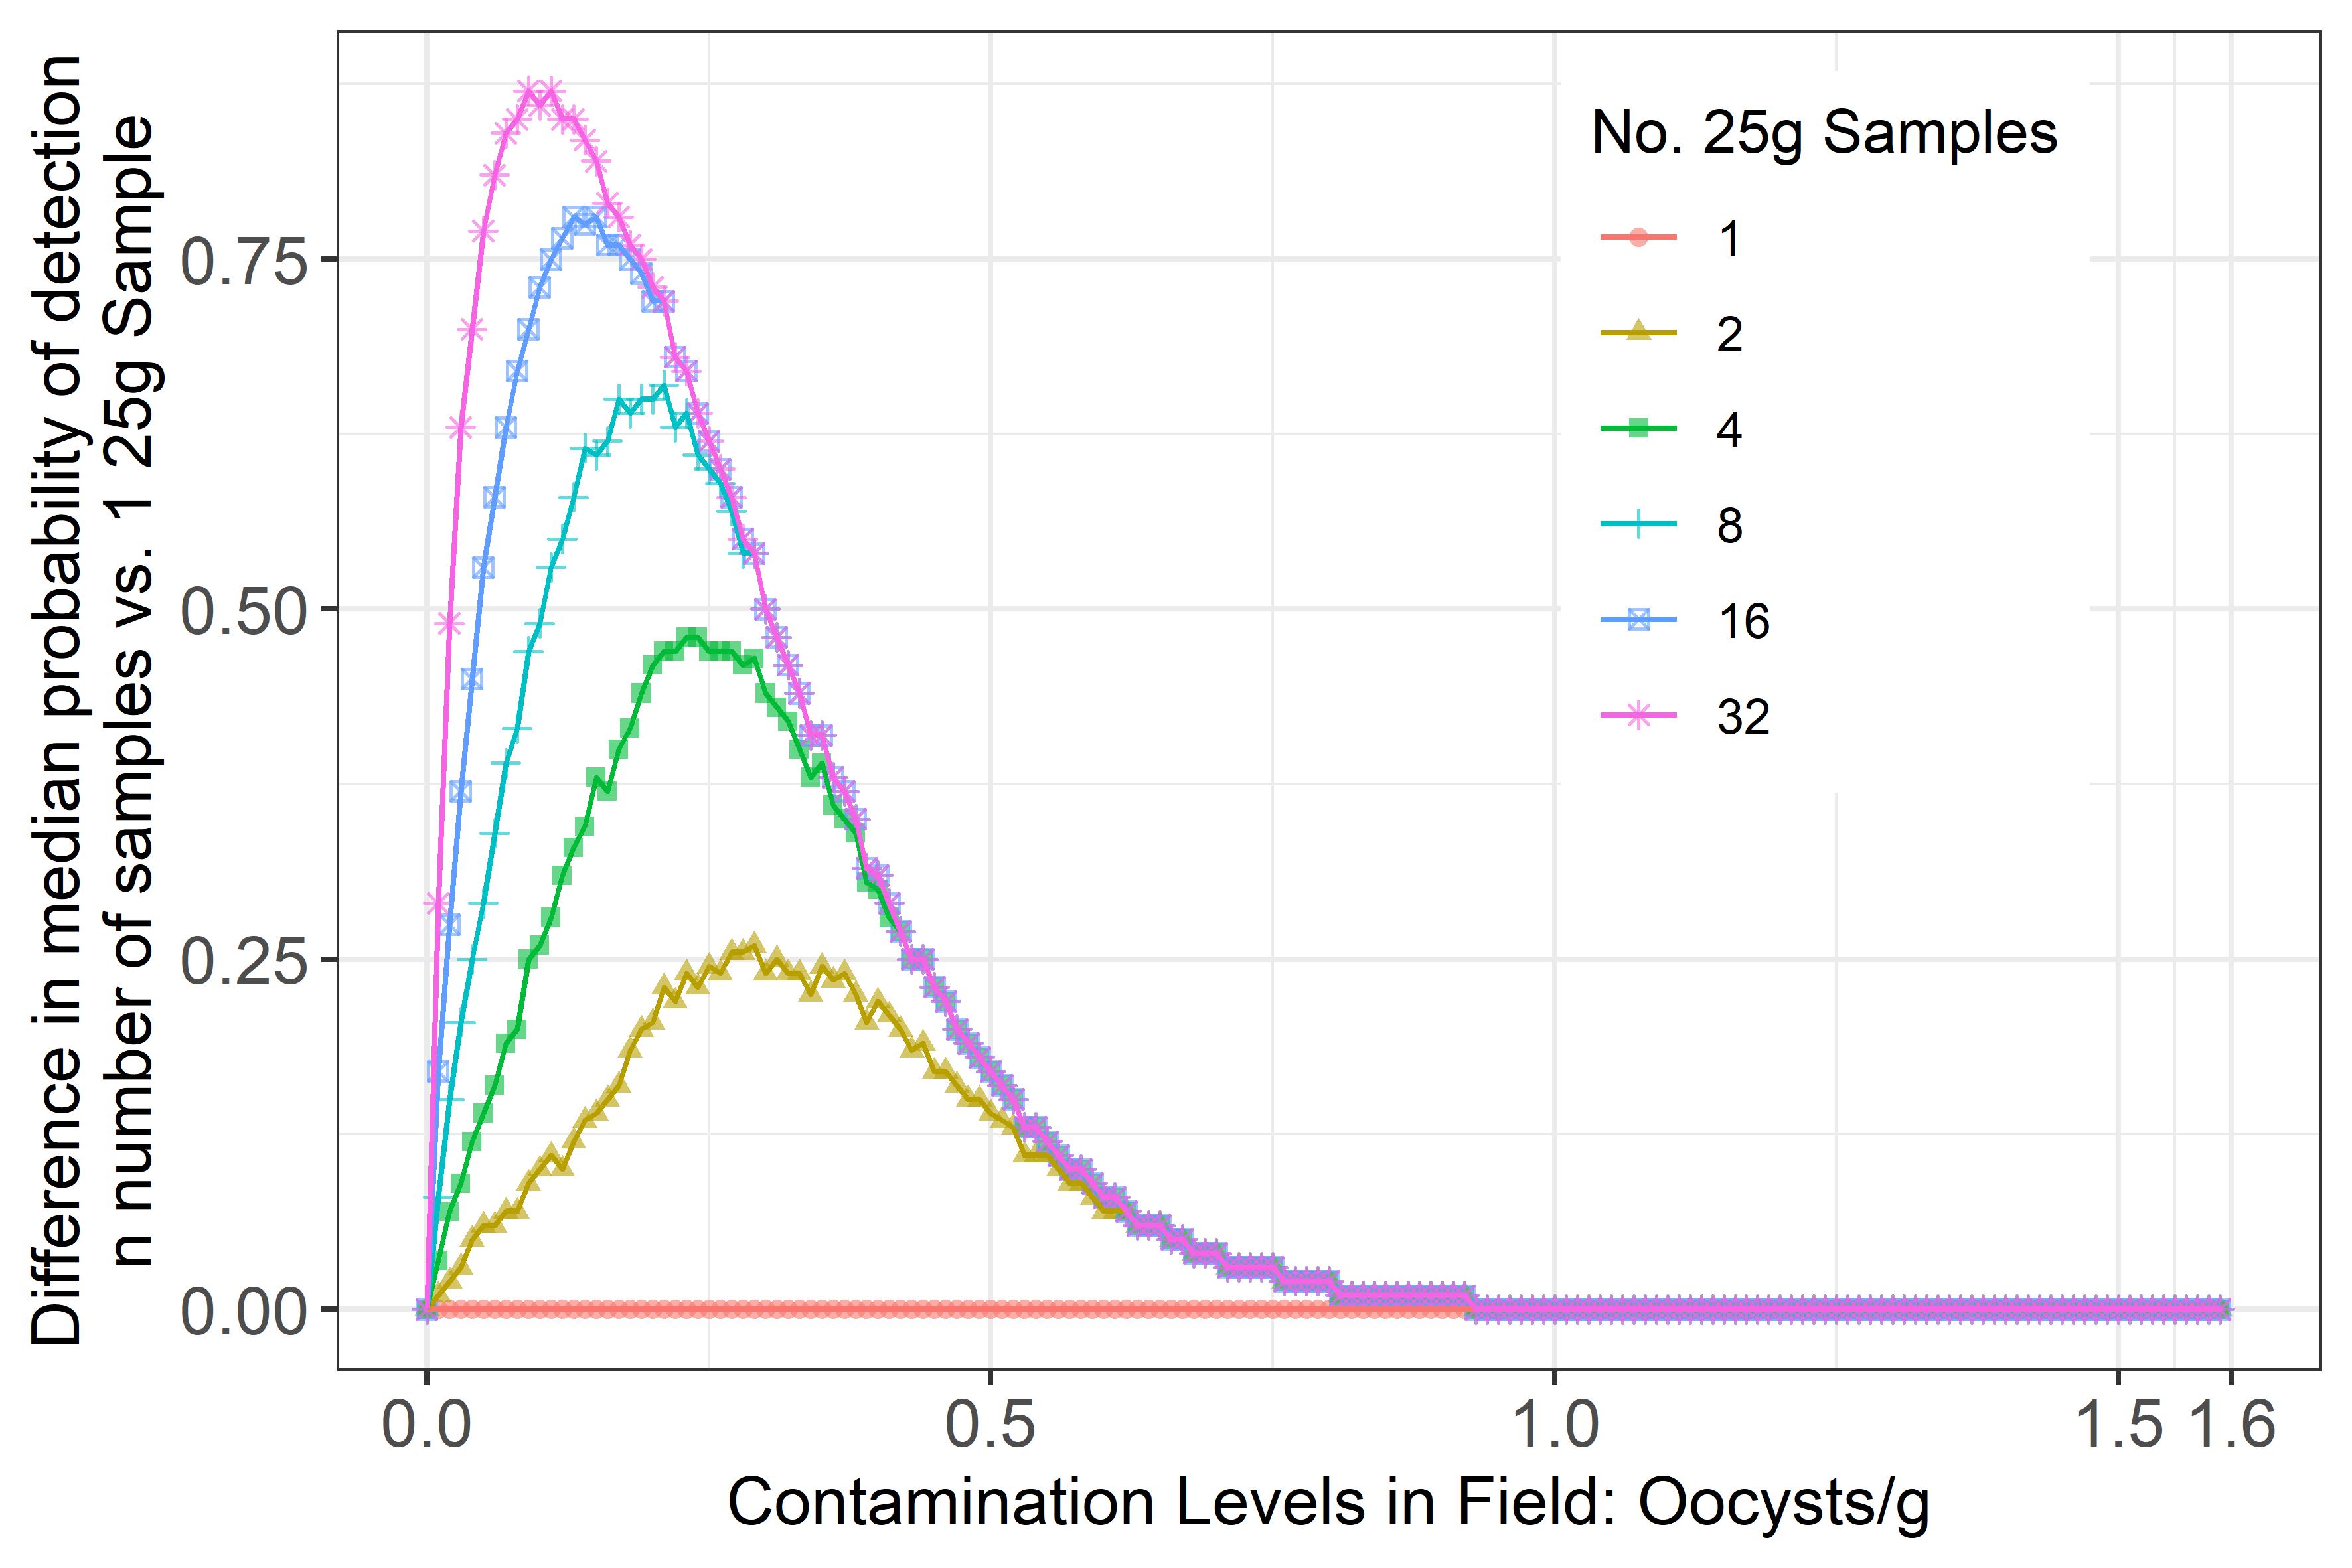 Difference in median probability of detection
n number of samples vs. 1 25g Sample
0.75
0.50
0.25
0.00
No. 25g Samples
1
2
4
8
16
32
0.0 0.5 1.0 1.5 1.6
Contamination Levels in Field: Oocysts/g